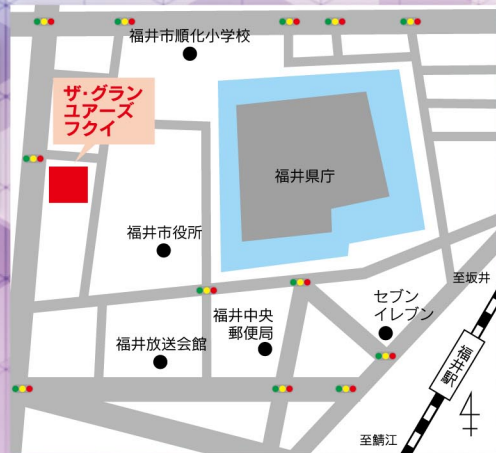 福井市順化小学校
ザ・グラン
ユアーズ
フクイ
福井県庁
福井市役所
至坂井
セブン
イレブン
福井中央
郵便局
福井放送会館
福井駅
至鯖江